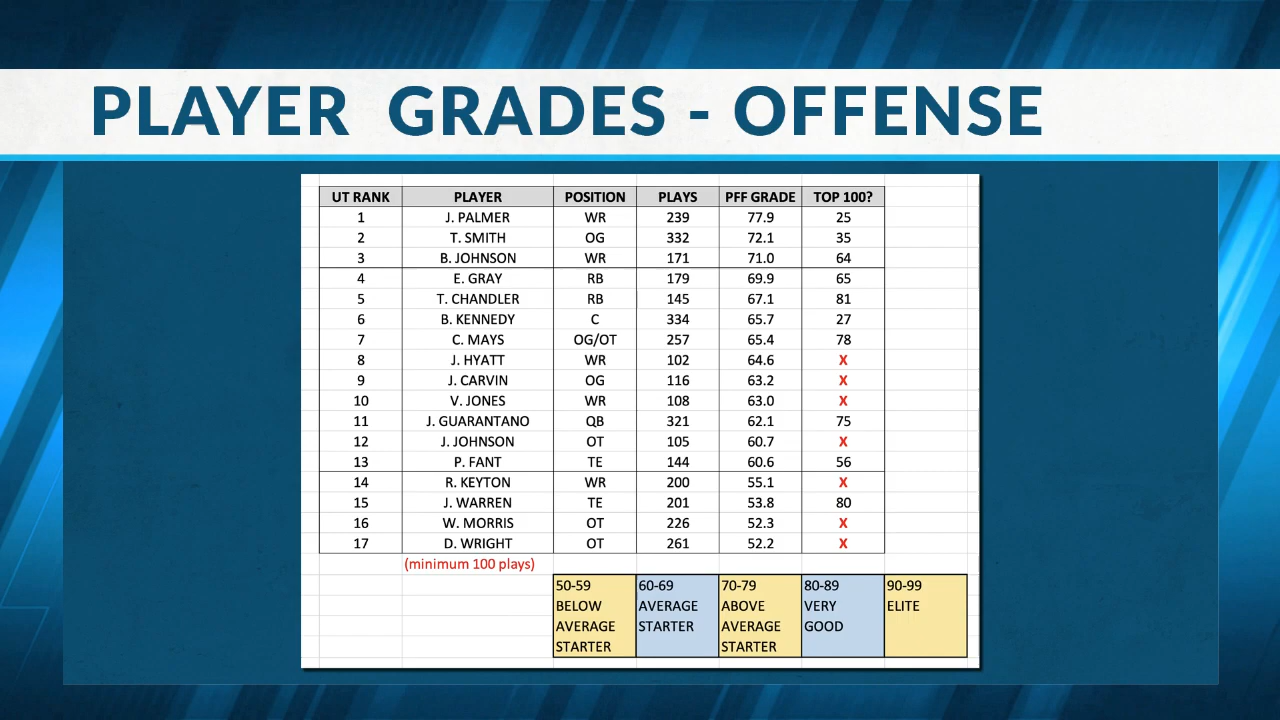 PLAYER GRADES - OFFENSE
UT RANK PLAYER POSITION PLAYS PFF GRADE TOP 100?
1 J. PALMER WR 239 77.9 25
2 T. SMITH OG 332 72.1 35
3 B. JOHNSON WR 171 71.0 64
4 E. GRAY RB 179 69.9 65
5 T. CHANDLER RB 145 67.1 81
6 B. KENNEDY C 334 65.7 27
7 C. MAYS OG/OT 257 65.4 78
8 J. HYATT WR 102 64.6 X
9 J. CARVIN OG 116 63.2 X
10 V. JONES WR 108 63.0 X
11 J. GUARANTANO QB 321 62.1 75
12 J. JOHNSON OT 105 60.7 X
13 P. FANT TE 144 60.6 56
14 R. KEYTON WR 200 55.1 X
15 J. WARREN TE 201 53.8 80
16 W. MORRIS OT 226 52.3 X
17 D. WRIGHT OT 261 52.2 X
(minimum 100 plays)
50-59 60-69 70-79 80-89 90-99
BELOW AVERAGE ABOVE VERY ELITE
AVERAGE STARTER AVERAGE GOOD
STARTER STARTER